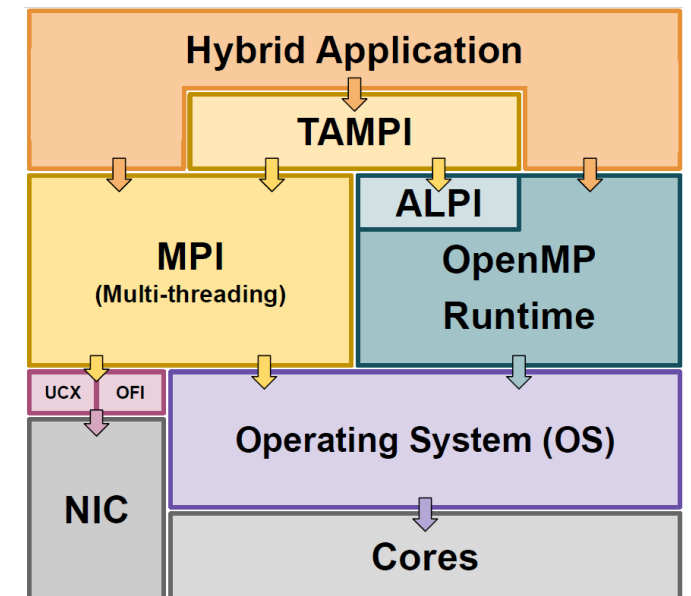 Hybrid Application
TAMPI
ALPI
MPI
(Multi-threading)
OpenMP
Runtime
UCX
OFI
Operating System (OS)
NIC
Cores